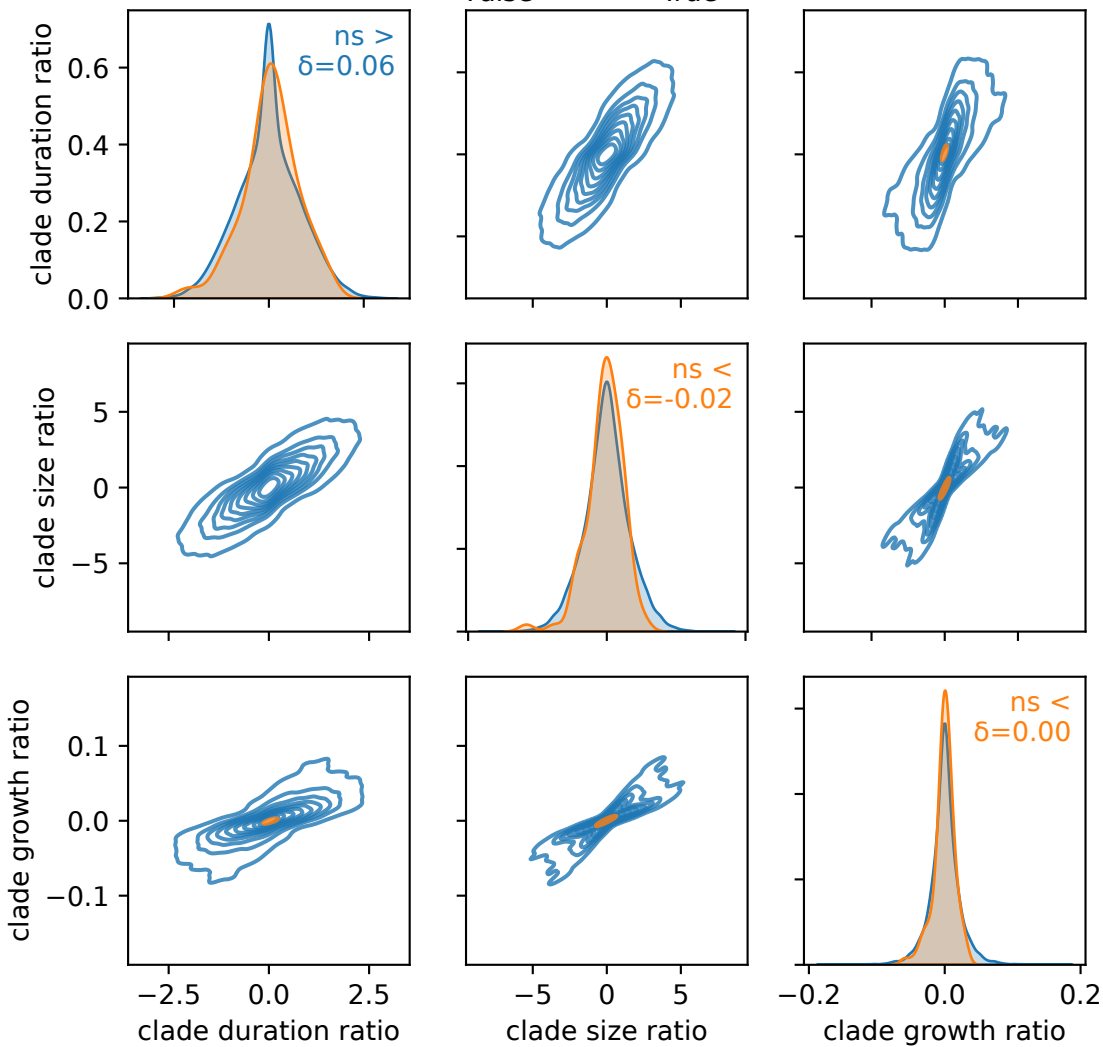 ns >
δ=0.06
clade duration ratio
0.6
0.4
0.2
0.0
ns <
δ=-0.02
clade size ratio
5
0
−5
ns <
δ=0.00
clade growth ratio
0.1
0.0
−0.1
−2.5 0.0 2.5
−5 0 5
−0.2 0.0 0.2
clade duration ratio
clade size ratio
clade growth ratio